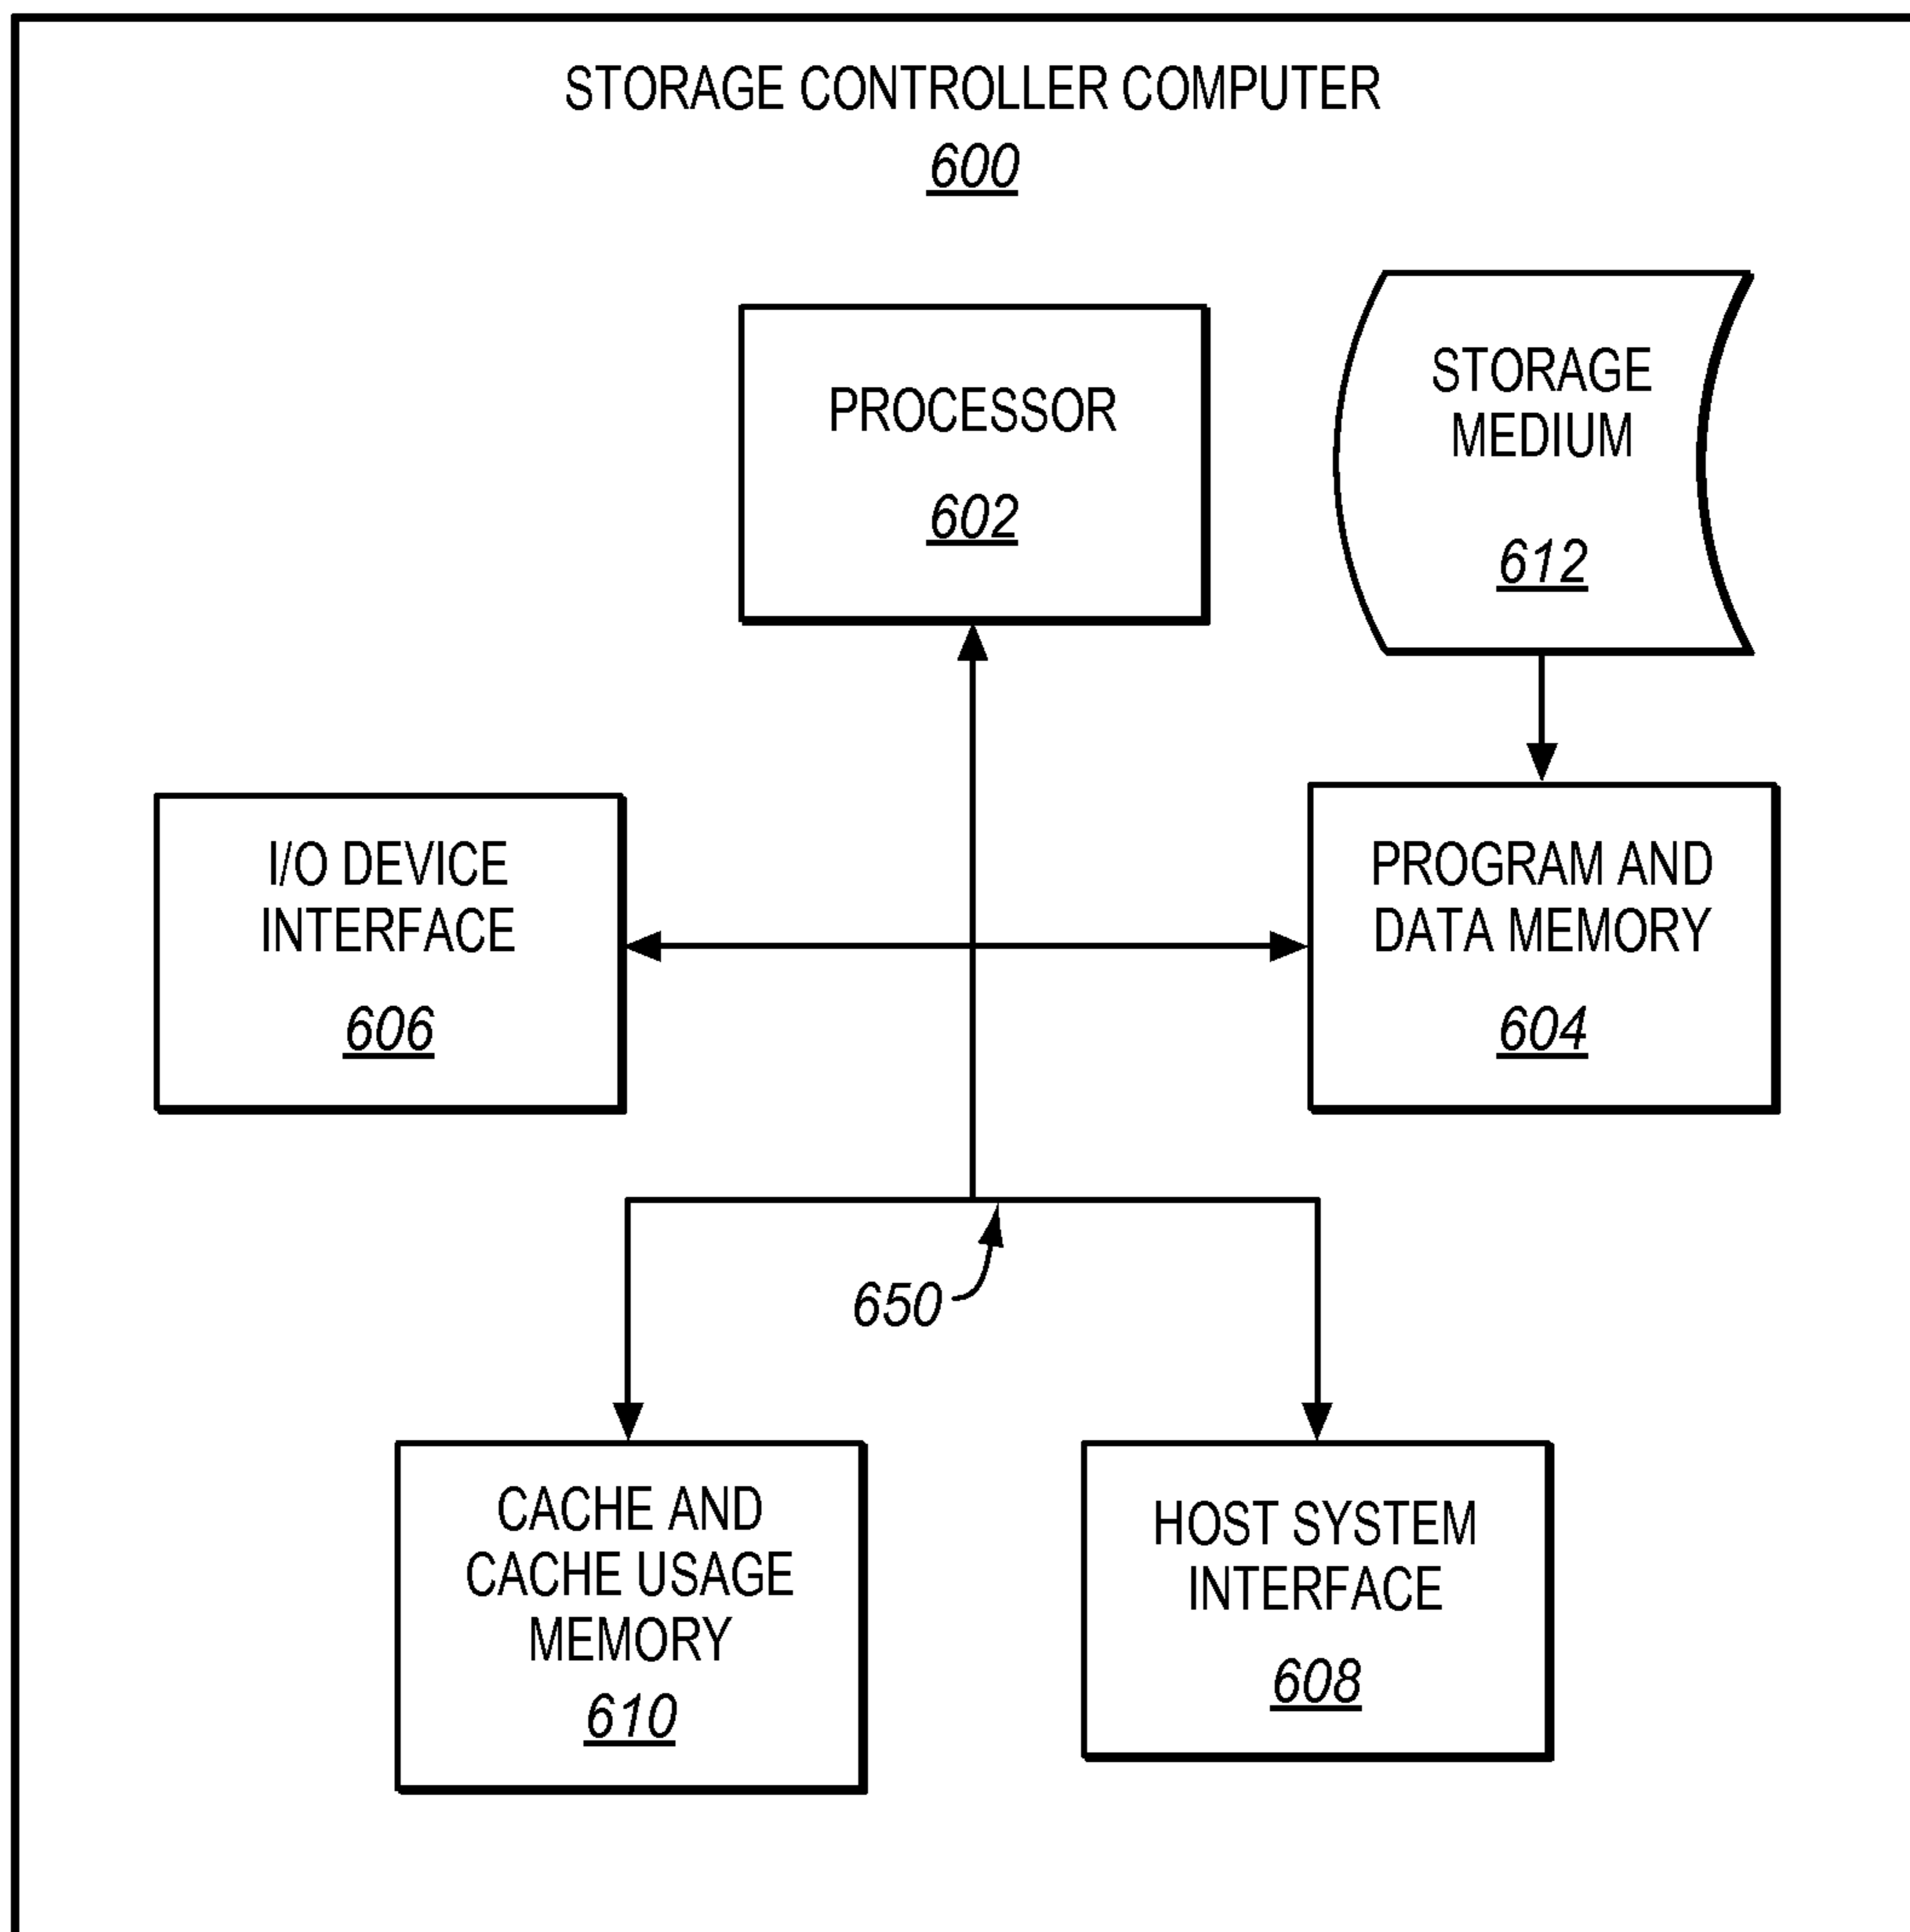 STORAGE CONTROLLER COMPUTER
600
PROCESSOR
602
STORAGE
MEDIUM
612
I/O DEVICE
INTERFACE
606
PROGRAM AND
DATA MEMORY
604
650
CACHE AND
CACHE USAGE
MEMORY
610
HOST SYSTEM
INTERFACE
608